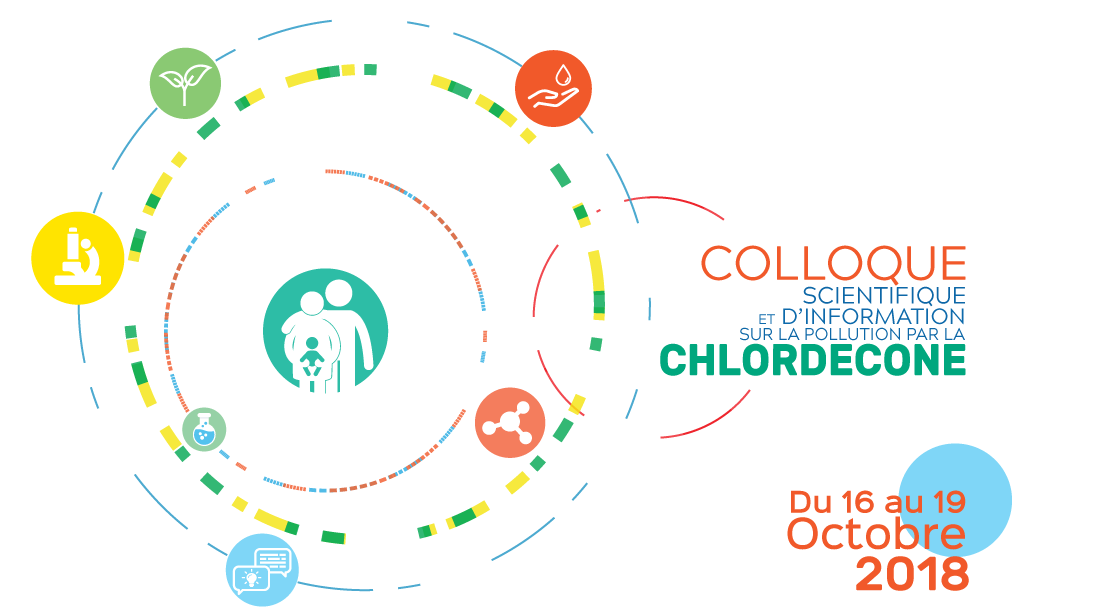 COLLOQUE
SCIENTIFIQUE
ET D'INFORMATION
SUR LA POLLUTION PAR LA
CHLORDECONE
Du 16 au 19
Octobre
2018